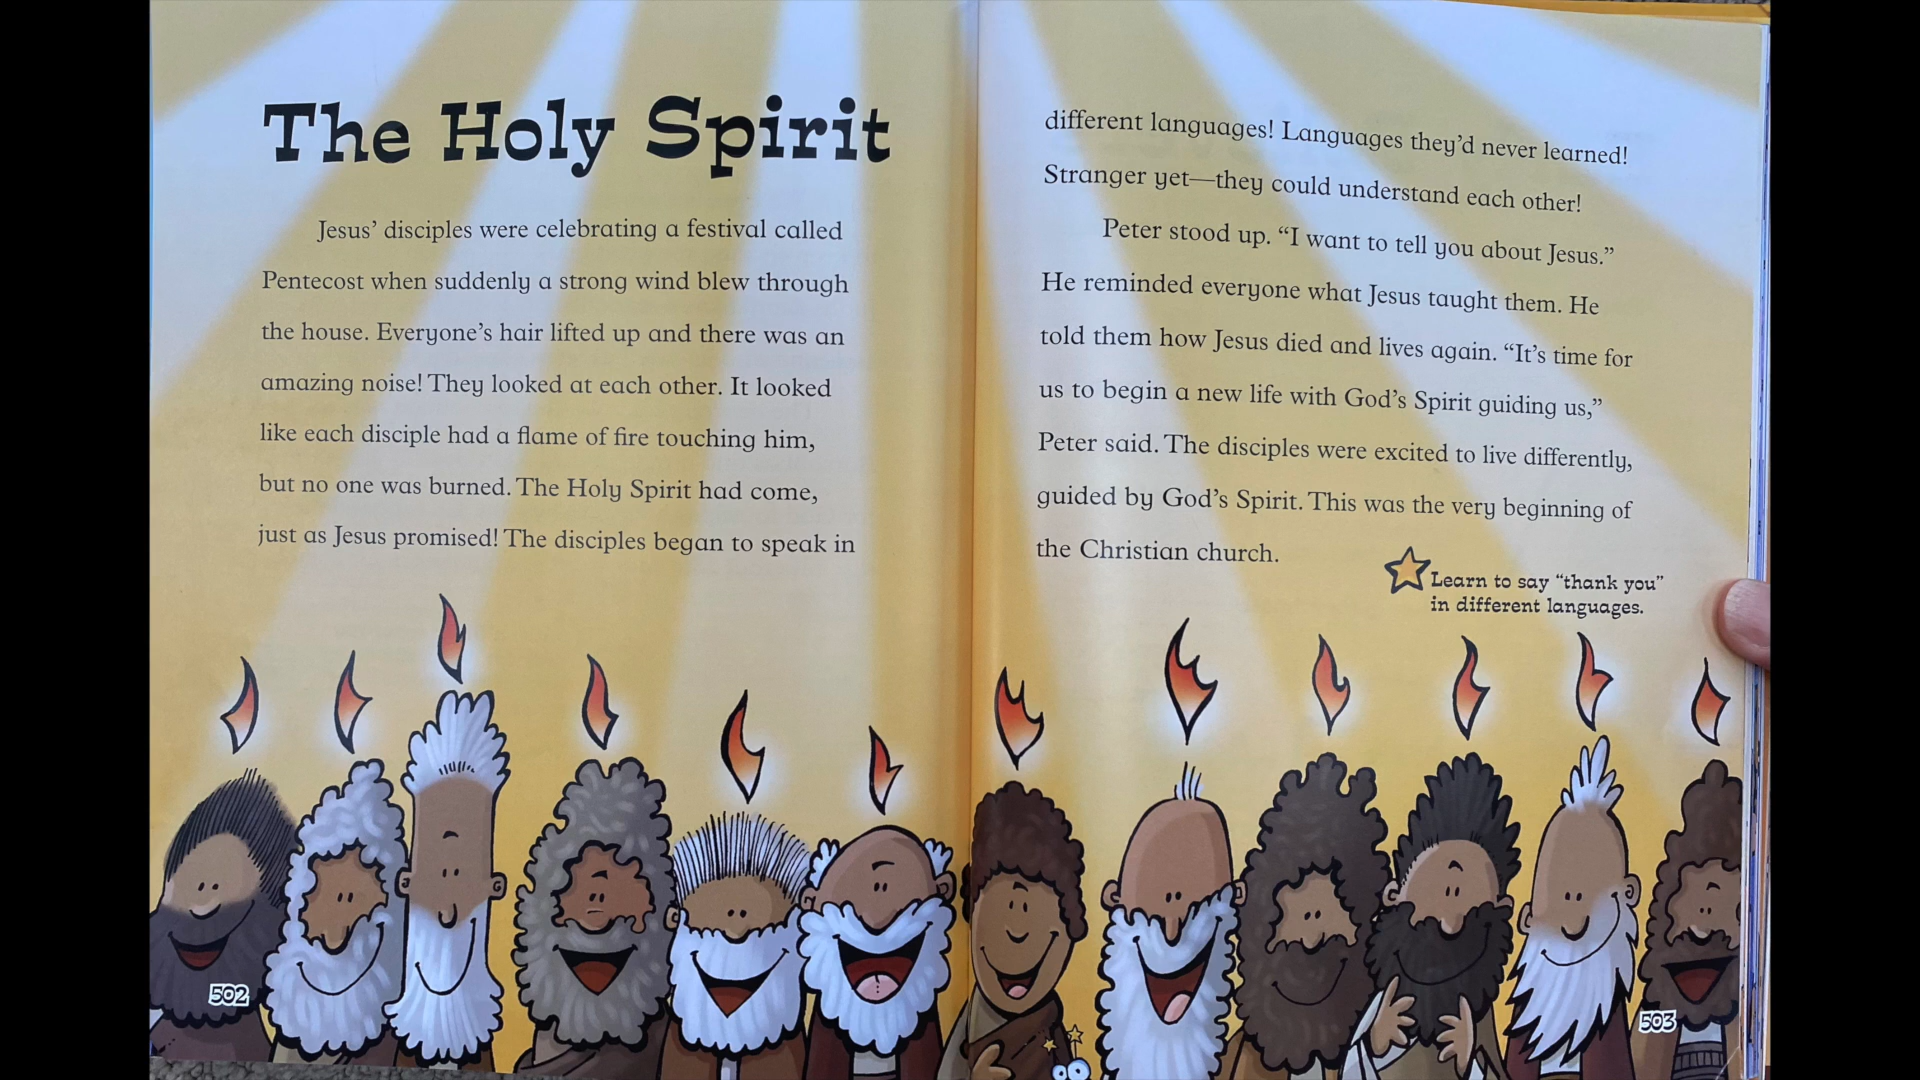 The Holy Spirit
Jesus’ disciples were celebrating a festival called
Pentecost when suddenly a strong wind blew through
the house. Everyone’s hair lifted up and there was an
amazing noise! They looked at each other. It looked
like each disciple had a flame of fire touching him,
but no one was burned. The Holy Spirit had come,
just as Jesus promised! The disciples began to speak in
502
different languages! Languages they’d never learned!
Stranger yet—they could understand each other!
Peter stood up. “I want to tell you about Jesus.”
He reminded everyone what Jesus taught them. He
told them how Jesus died and lives again. “It’s time for
us to begin a new life with God’s Spirit guiding us,”
Peter said. The disciples were excited to live differently,
guided by God’s Spirit. This was the very beginning of
the Christian church.
Learn to say “thank you”
in different languages.
503